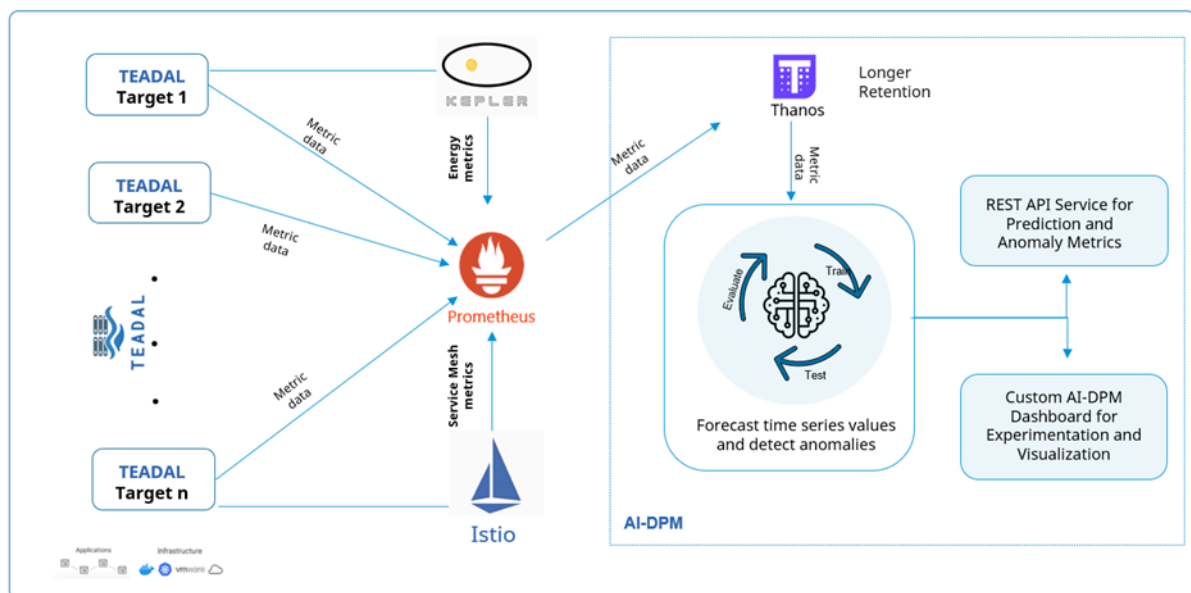 TEADAL
Target 1
TEADAL
Target 2
TEADAL
TEADAL
Target n
Applications
Infrastructure
vmware
Metric
data
Metric
data
Metric
data
KEPLER
Energy
metrics
Prometheus
Service Mesh
metrics
Istio
Metric
data
Thanos
Longer
Retention
Metric
data
Evaluate
Train
Test
Forecast time series values
and detect anomalies
REST API Service for
Prediction and
Anomaly Metrics
Custom AI-DPM
Dashboard for
Experimentation and
Visualization
AI-DPM